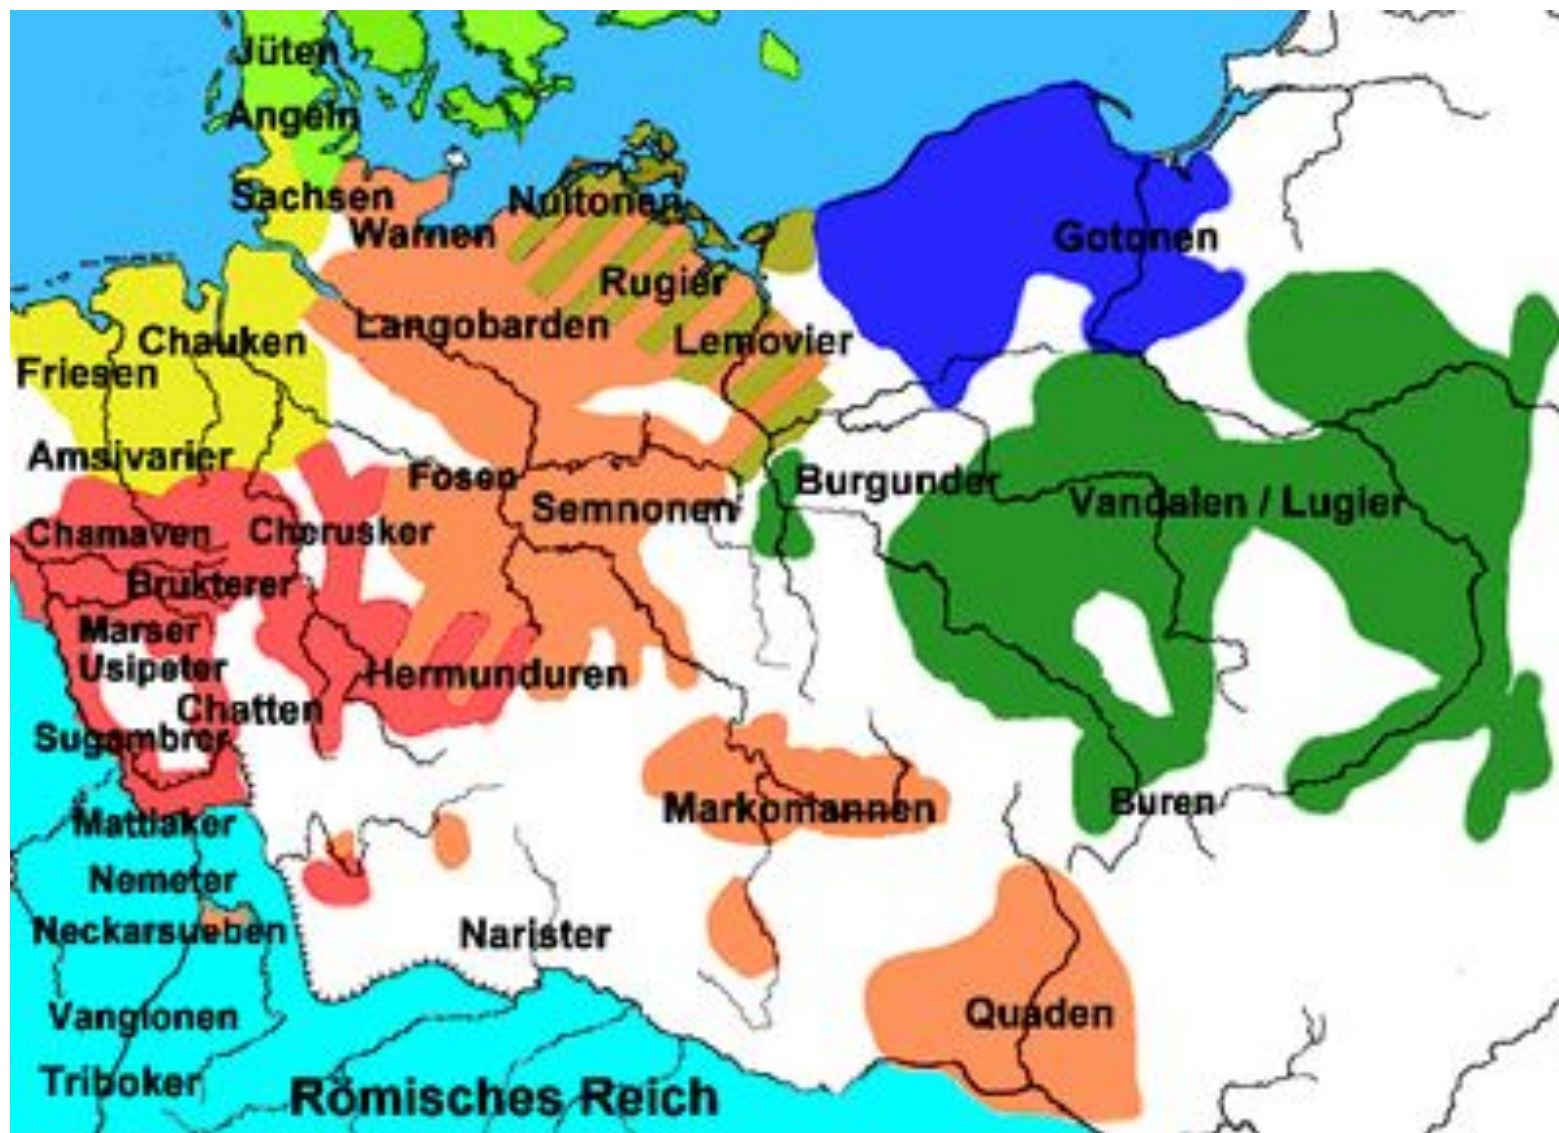 Jüten
Angeln
Sachsen
Warnen
Nuitonen
Rugier
Gotonen
Langobarden
Lemovier
Chauken
Friesen
Amsivarier
Fosen
Semnonen
Burgunder
Vandalen / Lugier
Chamaven
Cherusker
Brukterer
Marser
Usipeter
Hermunduren
Chatten
Sugambrer
Markomannen
Buren
Mattiaker
Nemeter
Neckarsueben
Narister
Vangionen
Quaden
Triboker
Römisches Reich